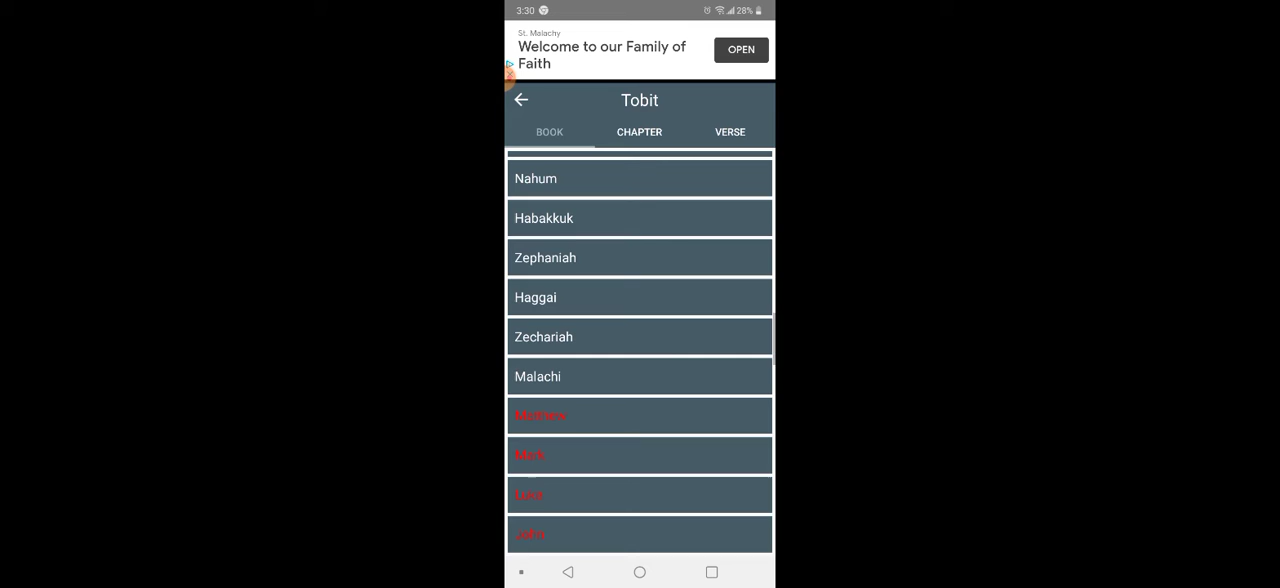 3:30
28%
St. Malachy
Welcome to our Family of
Faith
OPEN
Tobit
BOOK CHAPTER VERSE
Nahum
Habakkuk
Zephaniah
Haggai
Zechariah
Malachi
Matthew
Mark
Luke
John